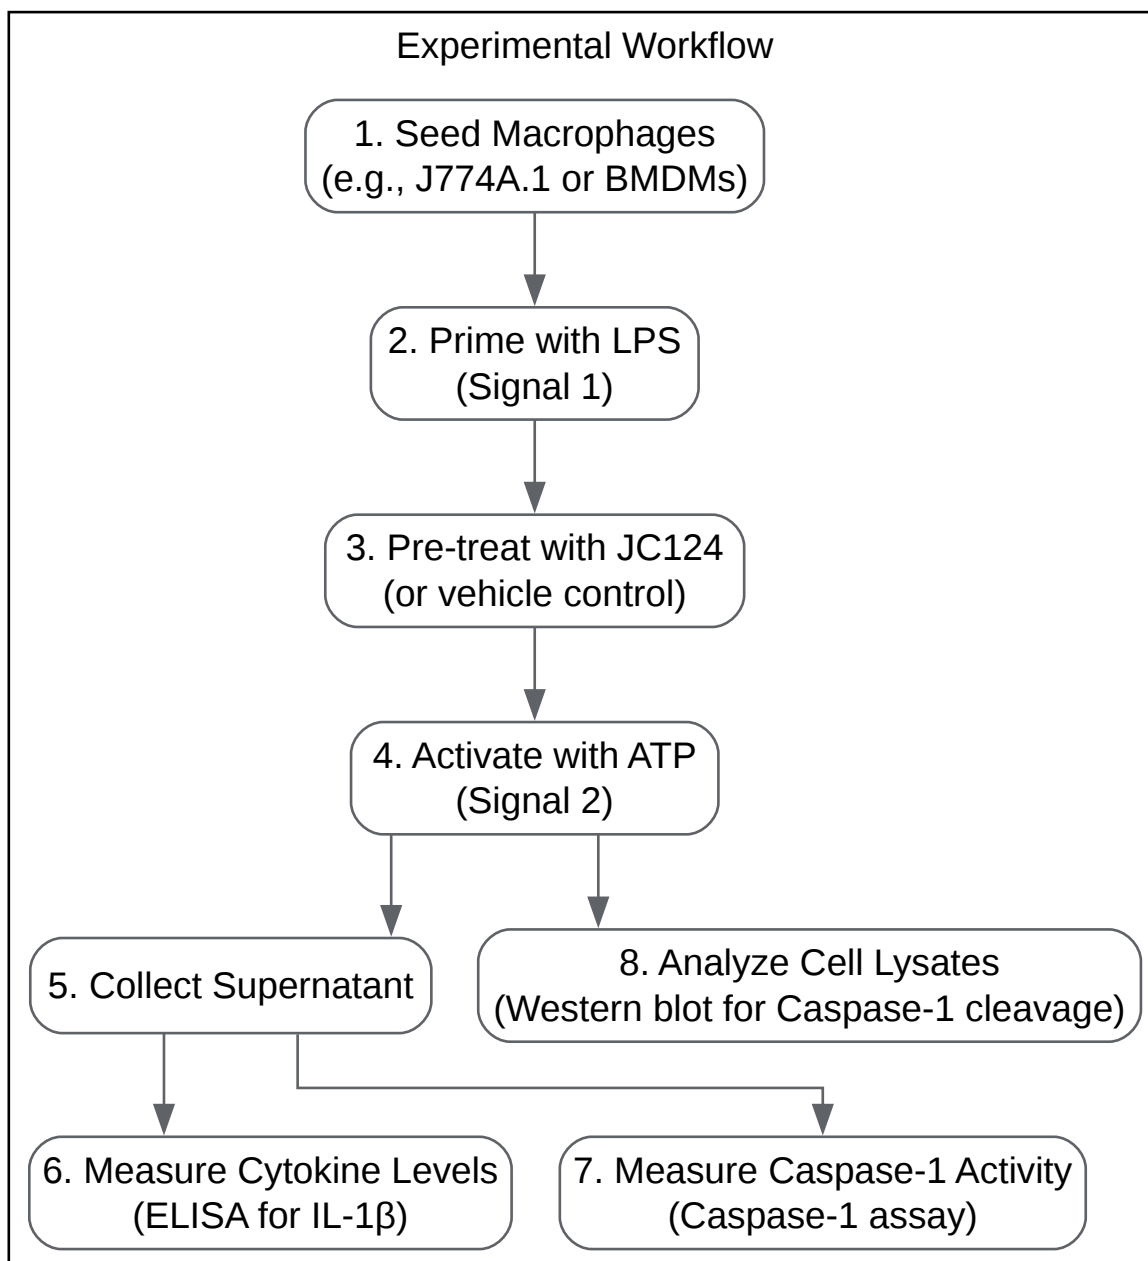 Experimental Workflow
1. Seed Macrophages
(e.g., J774A.1 or BMDMs)
2. Prime with LPS
(Signal 1)
3. Pre-treat with JC124
(or vehicle control)
4. Activate with ATP
(Signal 2)
5. Collect Supernatant
8. Analyze Cell Lysates
(Western blot for Caspase-1 cleavage)
6. Measure Cytokine Levels
(ELISA for IL-1β)
7. Measure Caspase-1 Activity
(Caspase-1 assay)